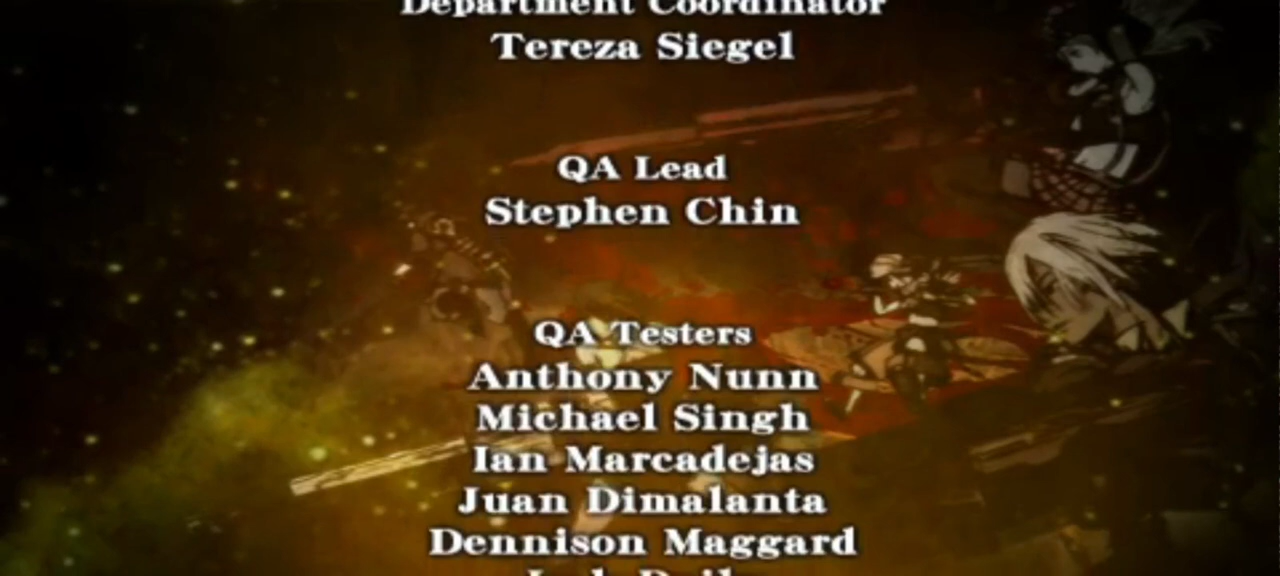 Department Coordinator
Tereza Siegel
QA Lead
Stephen Chin
QA Testers
Anthony Nunn
Michael Singh
Ian Marcadejas
Juan Dimalanta
Dennison Maggard